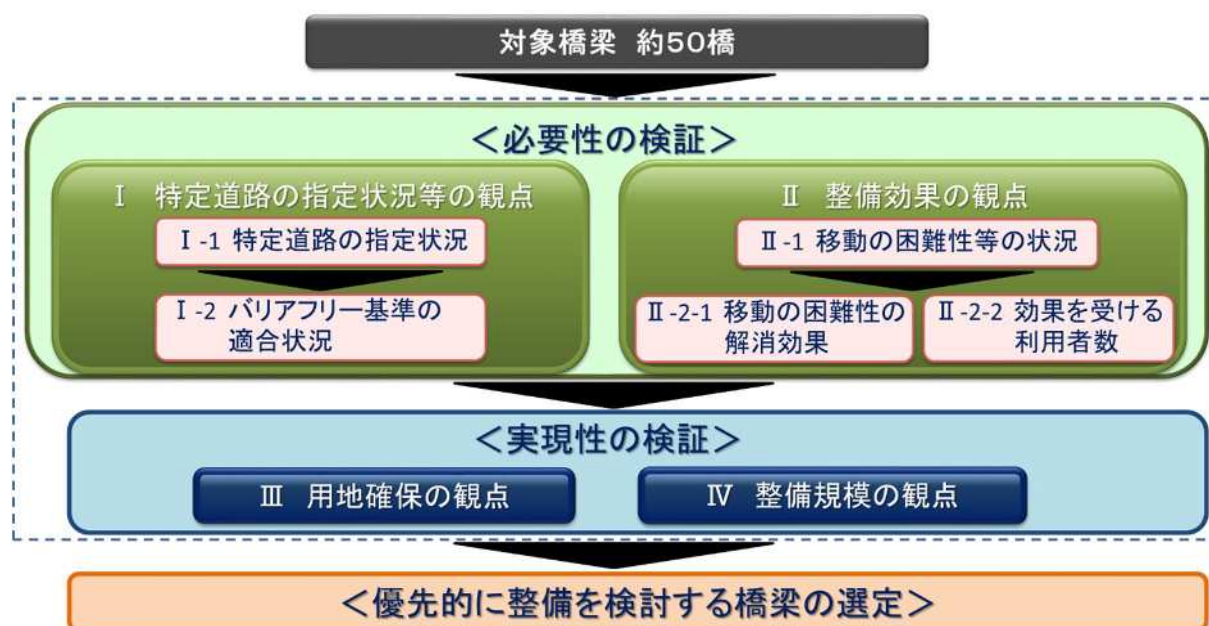 対象橋梁 約50橋
＜必要性の検証＞
Ⅰ 特定道路の指定状況等の観点
Ⅰ-1 特定道路の指定状況
Ⅰ-2 バリアフリー基準の
適合状況
Ⅱ 整備効果の観点
Ⅱ-1 移動の困難性等の状況
Ⅱ-2-1 移動の困難性の
解消効果
Ⅱ-2-2 効果を受ける
利用者数
＜実現性の検証＞
Ⅲ 用地確保の観点
Ⅳ 整備規模の観点
＜優先的に整備を検討する橋梁の選定＞